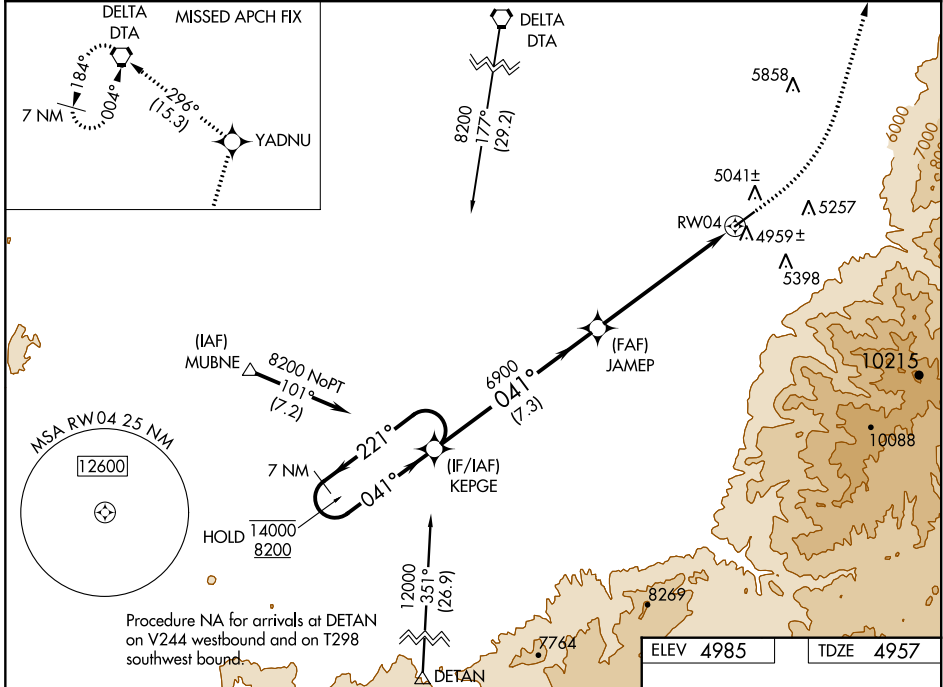 DELTA
DTA
MISSED APCH FIX
184°
004°
7 NM
296°
(15.3)
YADNU
DELTA
DTA
8200
177°
(29.2)
5858
6000
7000
5041±
5257
RW04
4959±
5398
(IAF)
MUBNE
8200 NoPT
101°
(7.2)
(FAF)
JAMEP
6900
041°
(7.3)
10215
10088
MSA RW04 25 NM
12600
221°
041°
7 NM
(IF/IAF)
KEPGE
HOLD
14000
8200
12000
351°
(26.9)
Procedure NA for arrivals at DETAN
on V244 westbound and on T298
southwest bound.
8269
7764
DETAN
ELEV 4985
TDZE 4957